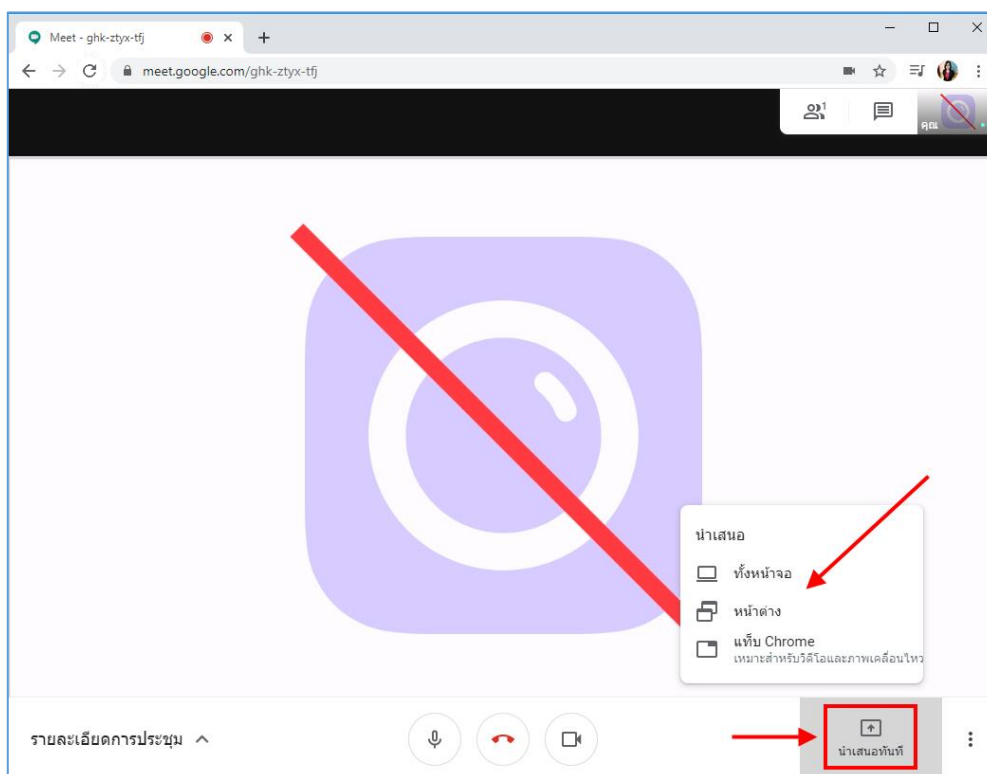 Meet - ghk-ztyx-tfj
meet.google.com/ghk-ztyx-tfj
1
คุณ
นำเสนอ
ทั้งหน้าจอ
หน้าต่าง
แท็บ Chrome
เหมาะสำหรับวิดีโอและภาพเคลื่อนไหว
รายละเอียดการประชุม
นำเสนอทันที